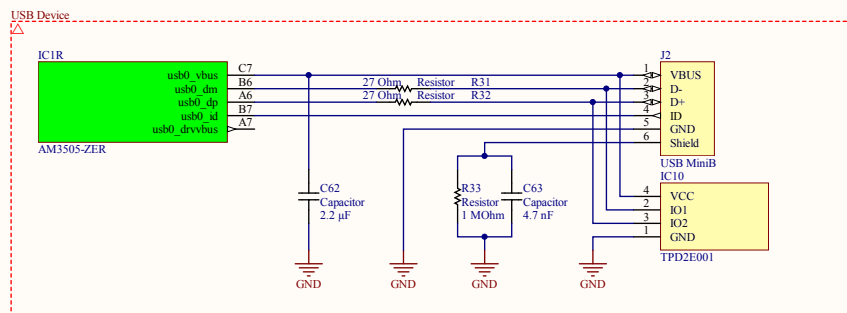 USB Device
IC1R
usb0_vbus C7
usb0_dm B6
usb0_dp A6
usb0_id B7
usb0_drvvbus A7
AM3505-ZER
27 Ohm Resistor R31
27 Ohm Resistor R32
J2
1 VBUS
2 D-
3 D+
4 ID
5 GND
6 Shield
USB MiniB
C62
Capacitor
2.2 µF
R33
Resistor
1 MOhm
C63
Capacitor
4.7 nF
IC10
4 VCC
2 IO1
3 IO2
1 GND
TPD2E001
GND
GND
GND
GND